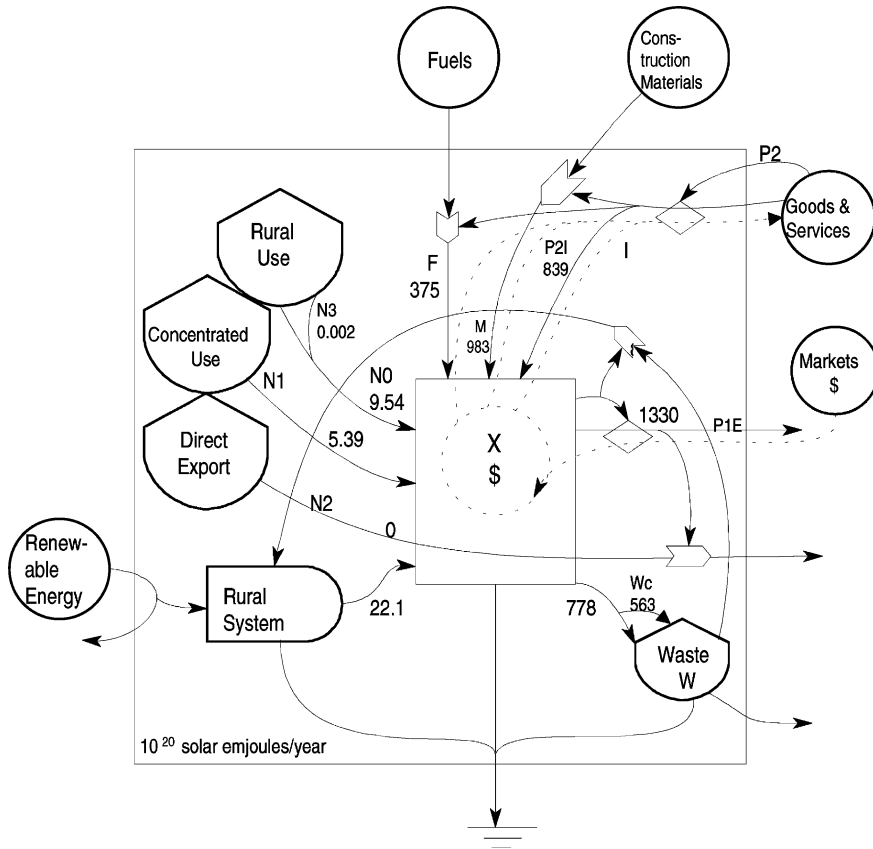 Fuels
Cons-
truction
Materials
P2
Goods &
Services
Rural
Use
F
375
P2I
839
I
N3
0.002
Concentrated
Use
M
983
Markets
$
N1
N0
9.54
1330
P1E
Direct
Export
5.39
X
$
N2
0
Renew-
able
Energy
Rural
System
22.1
778
Wc
563
Waste
W
10 20 solar emjoules/year